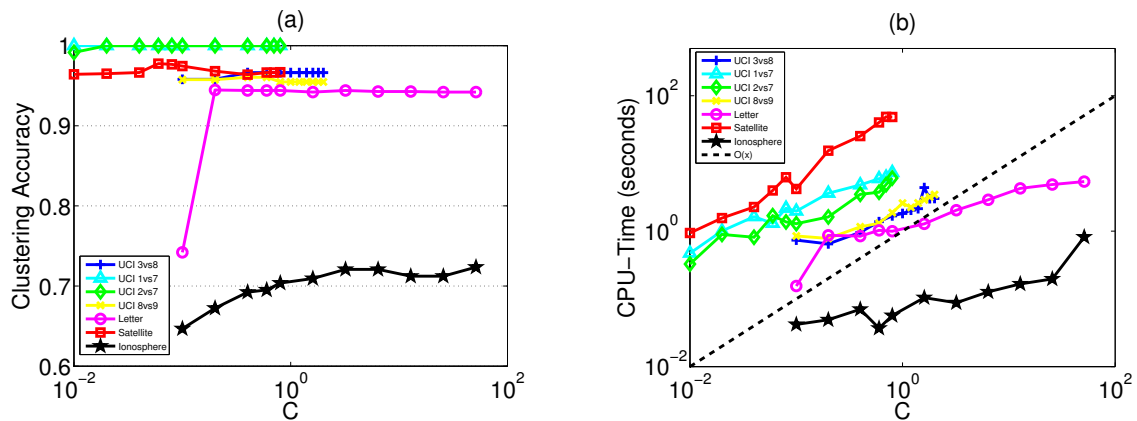 (a)
Clustering Accuracy
1
0.9
0.8
0.7
0.6
UCI 3vs8
UCI 1vs7
UCI 2vs7
UCI 8vs9
Letter
Satellite
Ionosphere
10^-2
10^0
10^2
C
(b)
CPU-Time (seconds)
10^2
10^0
10^-2
UCI 3vs8
UCI 1vs7
UCI 2vs7
UCI 8vs9
Letter
Satellite
Ionosphere
O(x)
10^-2
10^0
10^2
C